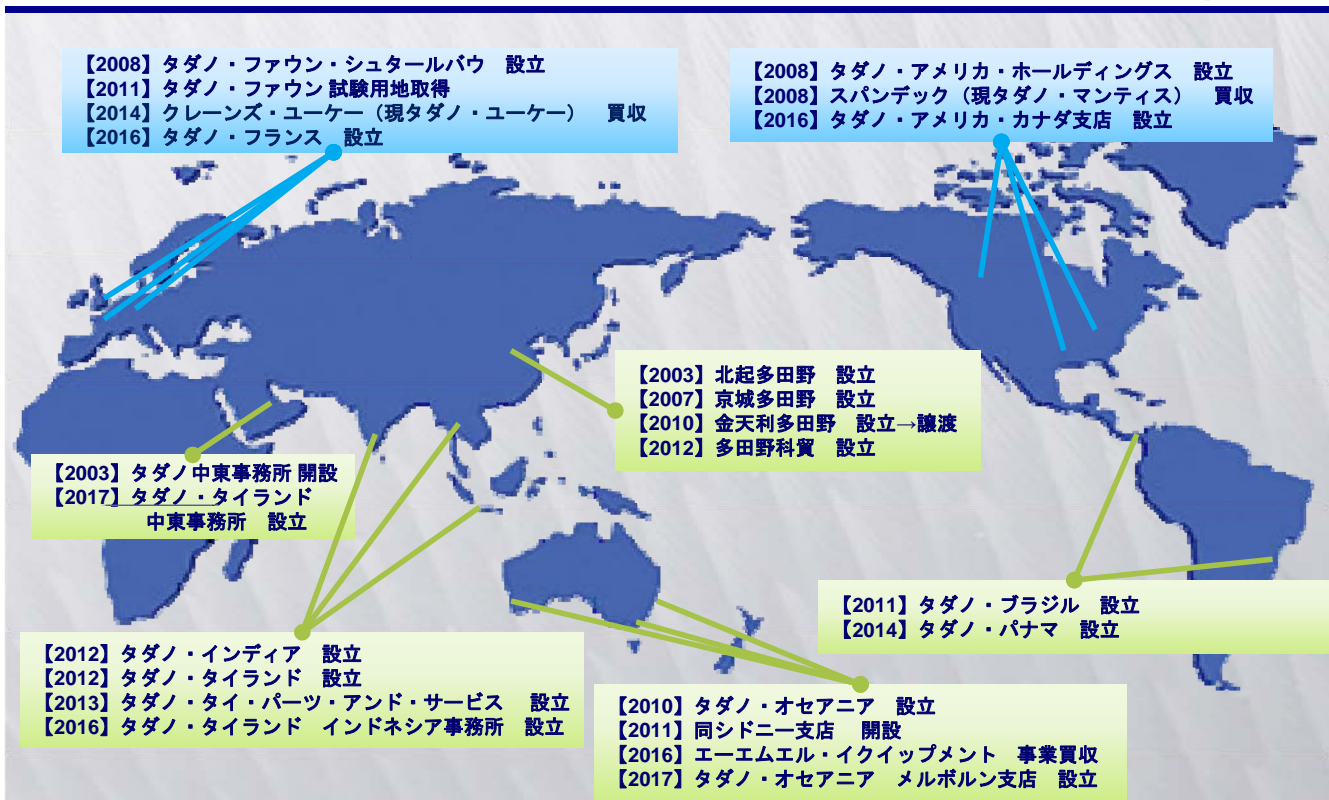 【2008】タダノ・ファウン・シュタールバウ　設立
【2011】タダノ・ファウン 試験用地取得
【2014】クレーンズ・ユーケー（現タダノ・ユーケー）　買収
【2016】タダノ・フランス　設立
【2008】タダノ・アメリカ・ホールディングス　設立
【2008】スパンデック（現タダノ・マンティス）　買収
【2016】タダノ・アメリカ・カナダ支店　設立
【2003】北起多田野　設立
【2007】京城多田野　設立
【2010】金天利多田野　設立→譲渡
【2012】多田野科貿　設立
【2003】タダノ中東事務所 開設
【2017】タダノ・タイランド
中東事務所　設立
【2011】タダノ・ブラジル　設立
【2014】タダノ・パナマ　設立
【2012】タダノ・インディア　設立
【2012】タダノ・タイランド　設立
【2013】タダノ・タイ・パーツ・アンド・サービス　設立
【2016】タダノ・タイランド　インドネシア事務所　設立
【2010】タダノ・オセアニア　設立
【2011】同シドニー支店　開設
【2016】エーエムエル・イクイップメント　事業買収
【2017】タダノ・オセアニア　メルボルン支店　設立